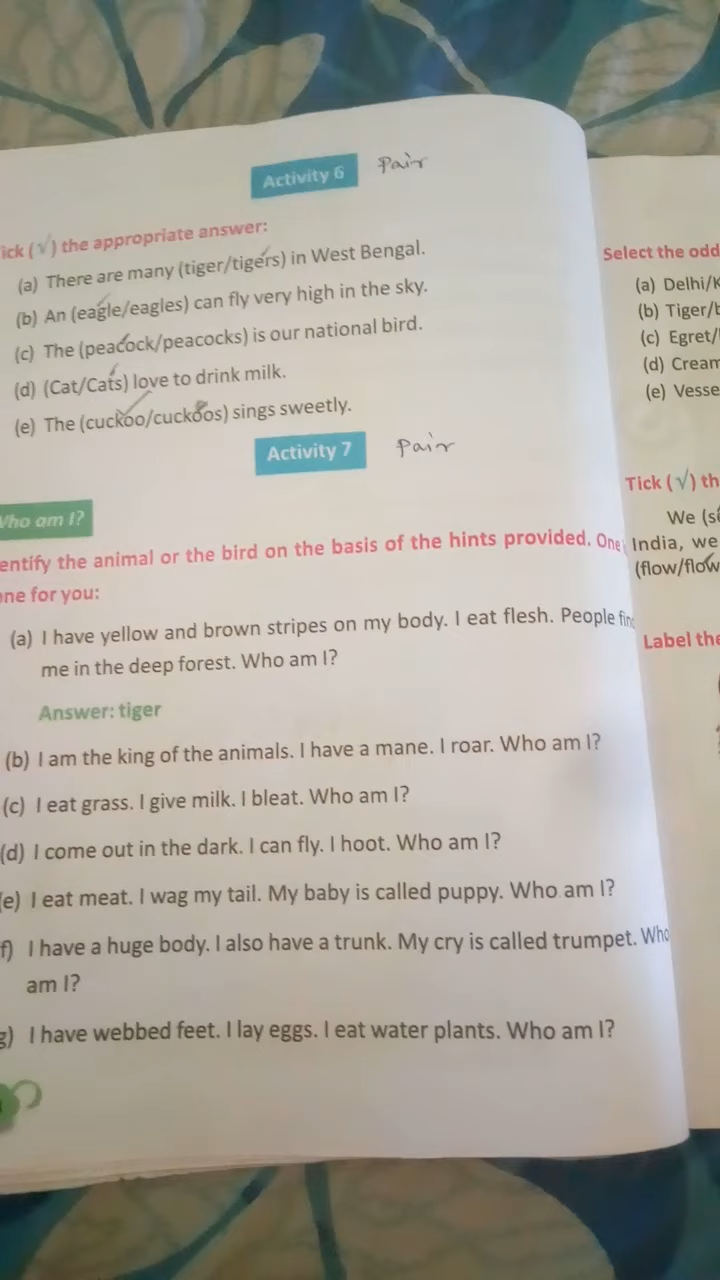 Activity 6 Pair
ick (√) the appropriate answer:
(a) There are many (tiger/tigers) in West Bengal.
(b) An (eagle/eagles) can fly very high in the sky.
(c) The (peacock/peacocks) is our national bird.
(d) (Cat/Cats) love to drink milk.
(e) The (cuckoo/cuckoos) sings sweetly.
Activity 7 Pair
Who am I?
entify the animal or the bird on the basis of the hints provided. One
one for you:
(a) I have yellow and brown stripes on my body. I eat flesh. People find
me in the deep forest. Who am I?
Answer: tiger
(b) I am the king of the animals. I have a mane. I roar. Who am I?
(c) I eat grass. I give milk. I bleat. Who am I?
(d) I come out in the dark. I can fly. I hoot. Who am I?
(e) I eat meat. I wag my tail. My baby is called puppy. Who am I?
f) I have a huge body. I also have a trunk. My cry is called trumpet. Who
am I?
g) I have webbed feet. I lay eggs. I eat water plants. Who am I?
Select the odd
(a) Delhi/K
(b) Tiger/
(c) Egret/
(d) Cream
(e) Vesse
Tick (√) th
We (se
India, we
(flow/flow
Label the